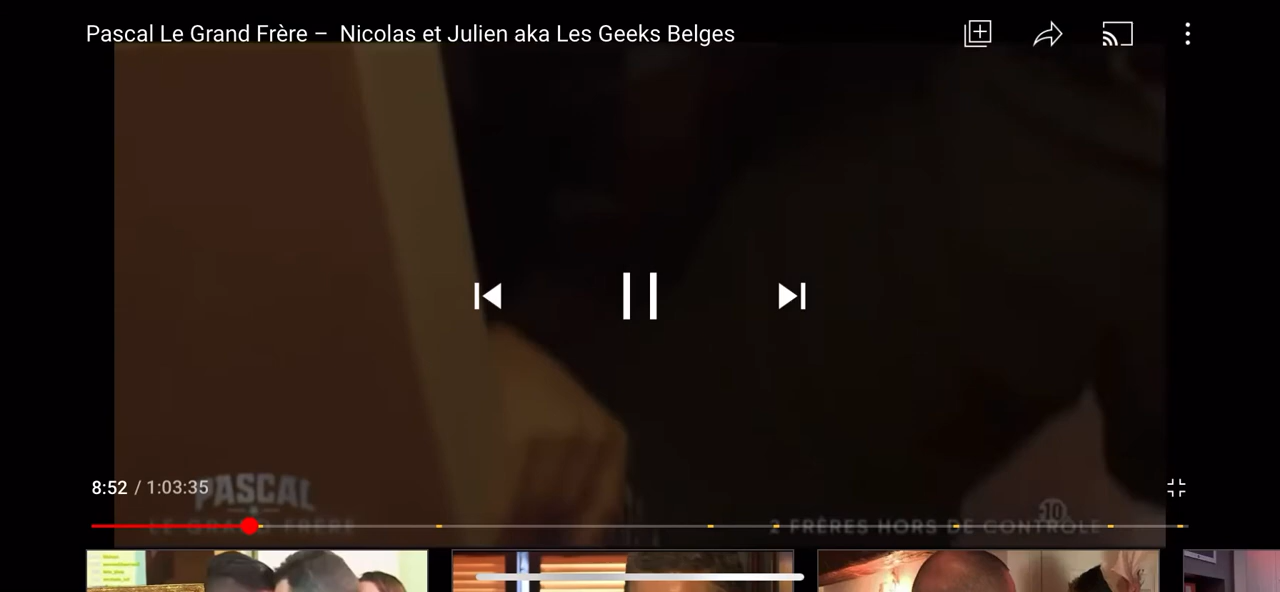 Pascal Le Grand Frère – Nicolas et Julien aka Les Geeks Belges
8:52 / 1:03:35
PASCAL
LE GRAND FRÈRE
-10
2 FRÈRES HORS DE CONTRÔLE